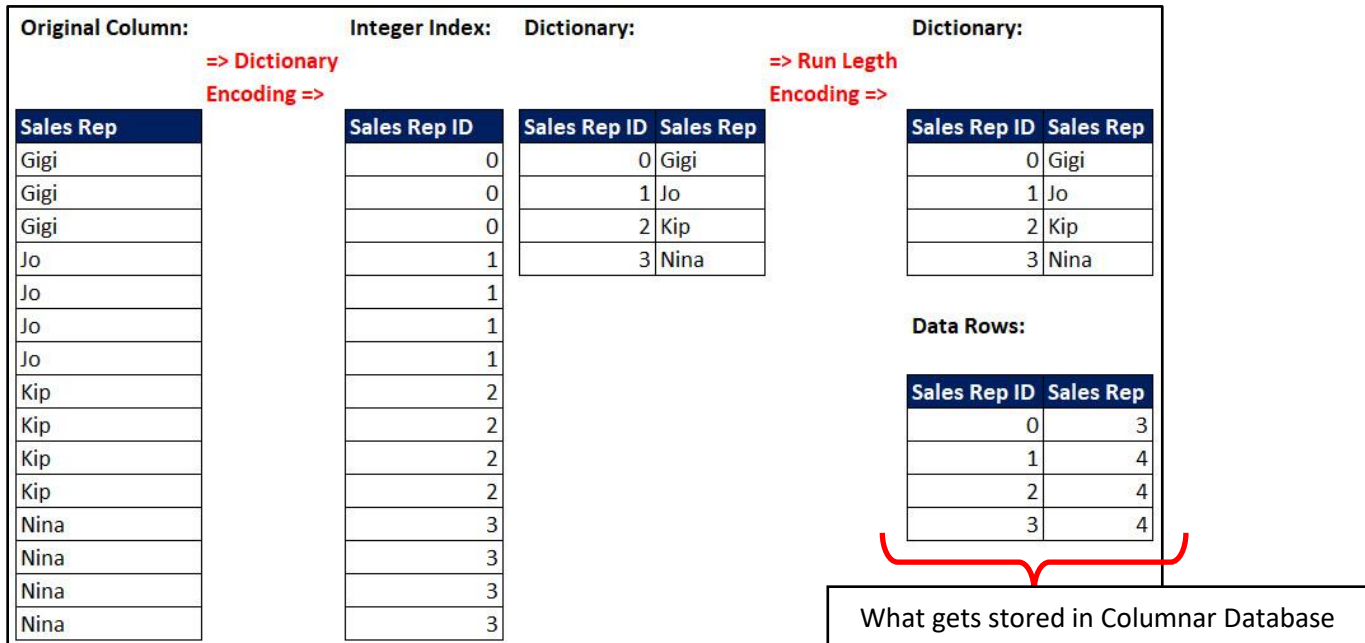 Original Column: Integer Index: Dictionary: Dictionary:
=> Dictionary => Run Legth
Encoding => Encoding =>
Sales Rep Sales Rep ID Sales Rep ID Sales Rep Sales Rep ID Sales Rep
Gigi 0 0 Gigi 0 Gigi
Gigi 0 1 Jo 1 Jo
Gigi 0 2 Kip 2 Kip
Jo 1 3 Nina 3 Nina
Jo 1
Jo 1 Data Rows:
Jo 1
Kip 2 Sales Rep ID Sales Rep
Kip 2 0 3
Kip 2 1 4
Kip 2 2 4
Nina 3 3 4
Nina 3
Nina 3
Nina 3
What gets stored in Columnar Database